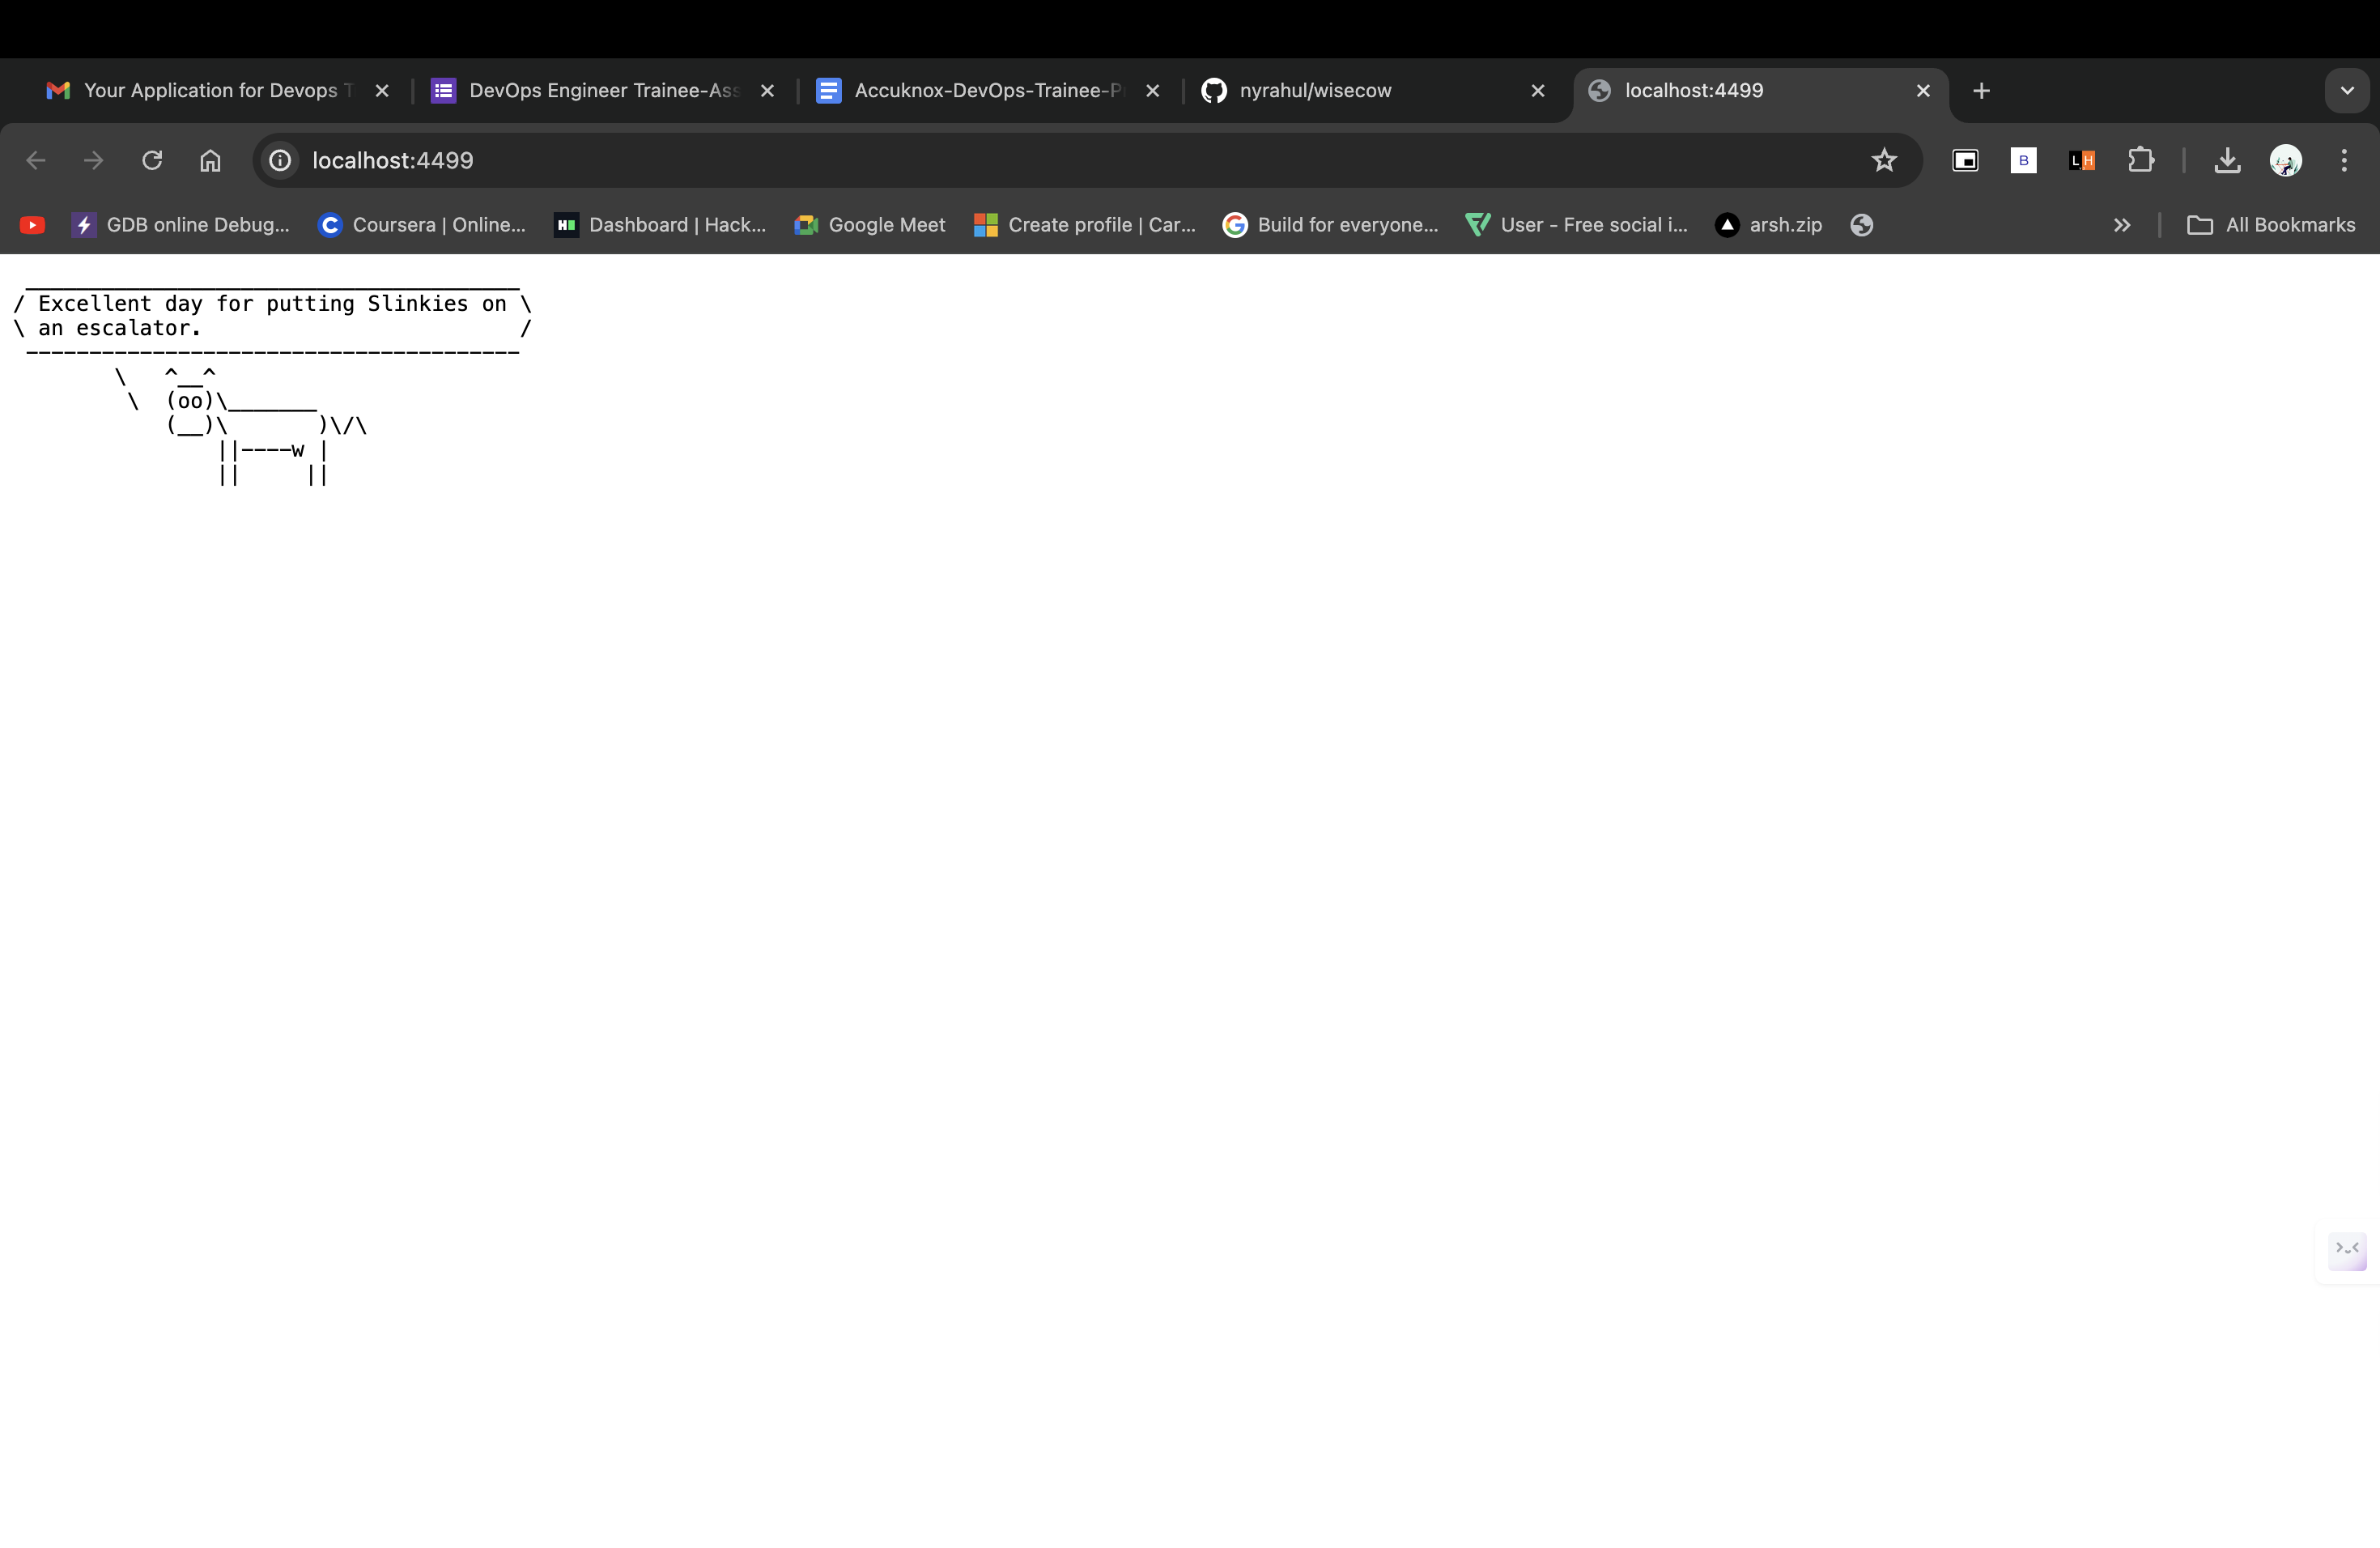 Your Application for Devops T
DevOps Engineer Trainee-Ass
Accuknox-DevOps-Trainee-P
nyrahul/wisecow
localhost:4499
localhost:4499
B
LH
GDB online Debug...
C
Coursera | Online...
H
Dashboard | Hack...
Google Meet
Create profile | Car...
G
Build for everyone...
User - Free social i...
arsh.zip
All Bookmarks
 _______________________________________
/ Excellent day for putting Slinkies on \
\ an escalator.                         /
 ---------------------------------------
        \   ^__^
         \  (oo)\_______
            (__)\       )\/\
                ||----w |
                ||     ||